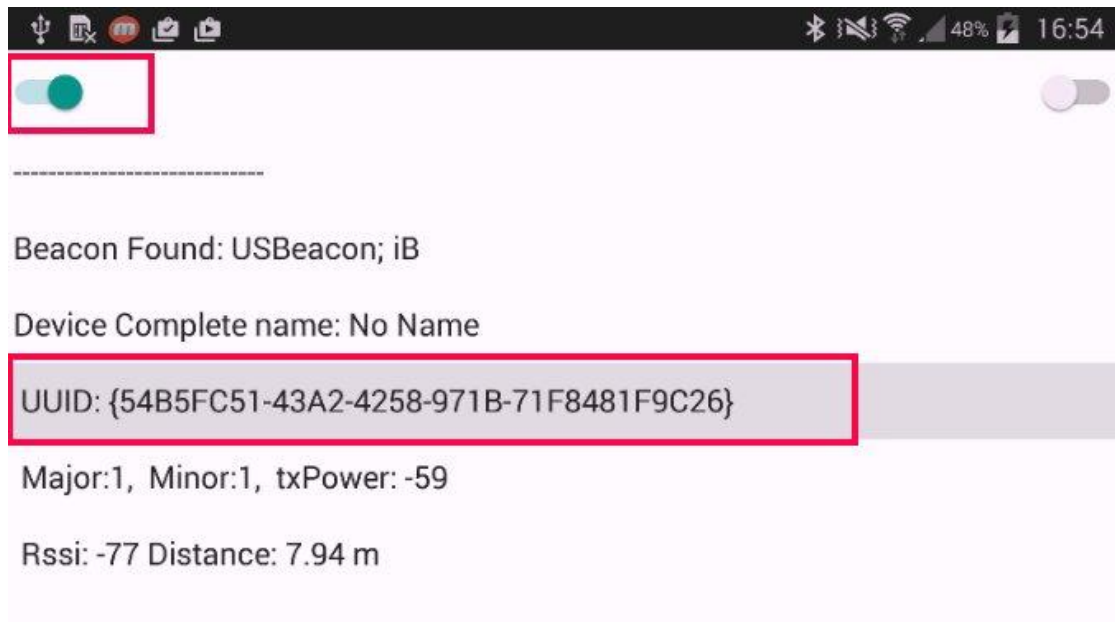 48% 16:54
-----------------------------
Beacon Found: USBeacon; iB
Device Complete name: No Name
UUID: {54B5FC51-43A2-4258-971B-71F8481F9C26}
Major:1, Minor:1, txPower: -59
Rssi: -77 Distance: 7.94 m